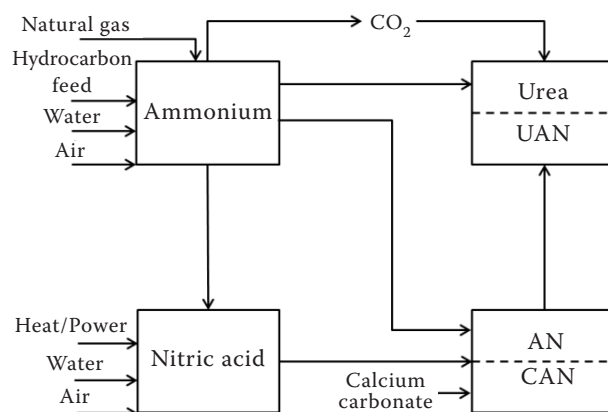 Natural gas
CO₂
Hydrocarbon
feed
Water
Air
Ammonium
Urea
UAN
Heat/Power
Water
Air
Nitric acid
AN
CAN
Calcium
carbonate